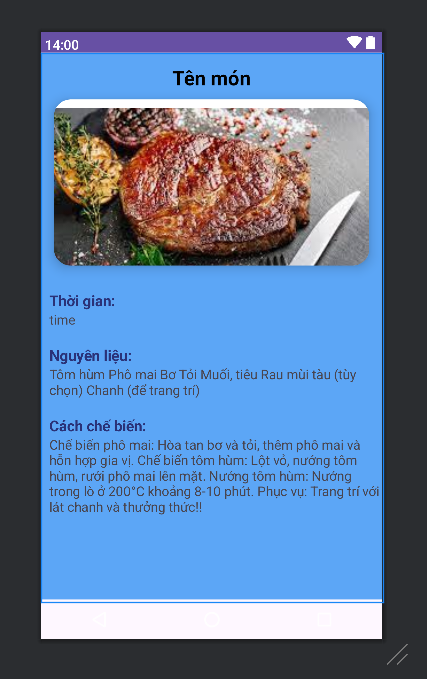 14:00
Tên món
Thời gian:
time
Nguyên liệu:
Tôm hùm Phô mai Bơ Tỏi Muối, tiêu Rau mùi tàu (tùy
chọn) Chanh (để trang trí)
Cách chế biến:
Chế biến phô mai: Hòa tan bơ và tỏi, thêm phô mai và
hỗn hợp gia vị. Chế biến tôm hùm: Lột vỏ, nướng tôm
hùm, rưới phô mai lên mặt. Nướng tôm hùm: Nướng
trong lò ở 200°C khoảng 8-10 phút. Phục vụ: Trang trí với
lát chanh và thưởng thức!!